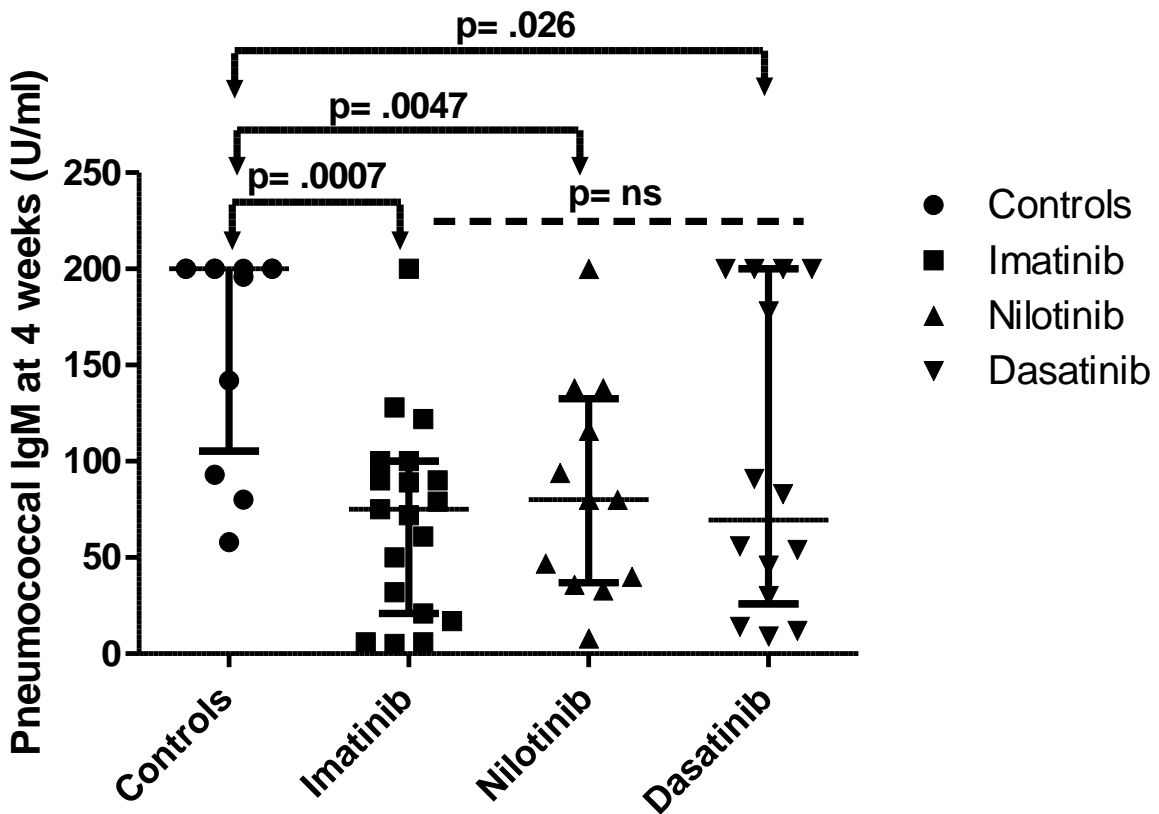 p= .026
p= .0047
p= .0007
p= ns
Pneumococcal IgM at 4 weeks (U/ml)
250
200
150
100
50
0
Controls
Imatinib
Nilotinib
Dasatinib
Controls
Imatinib
Nilotinib
Dasatinib